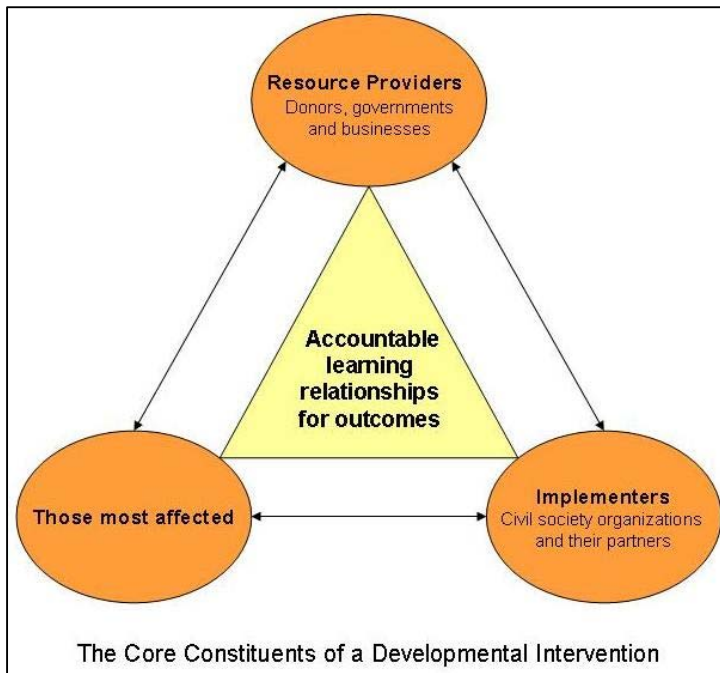 Resource Providers
Donors, governments
and businesses
Accountable
learning
relationships
for outcomes
Those most affected
Implementers
Civil society organizations
and their partners
The Core Constituents of a Developmental Intervention